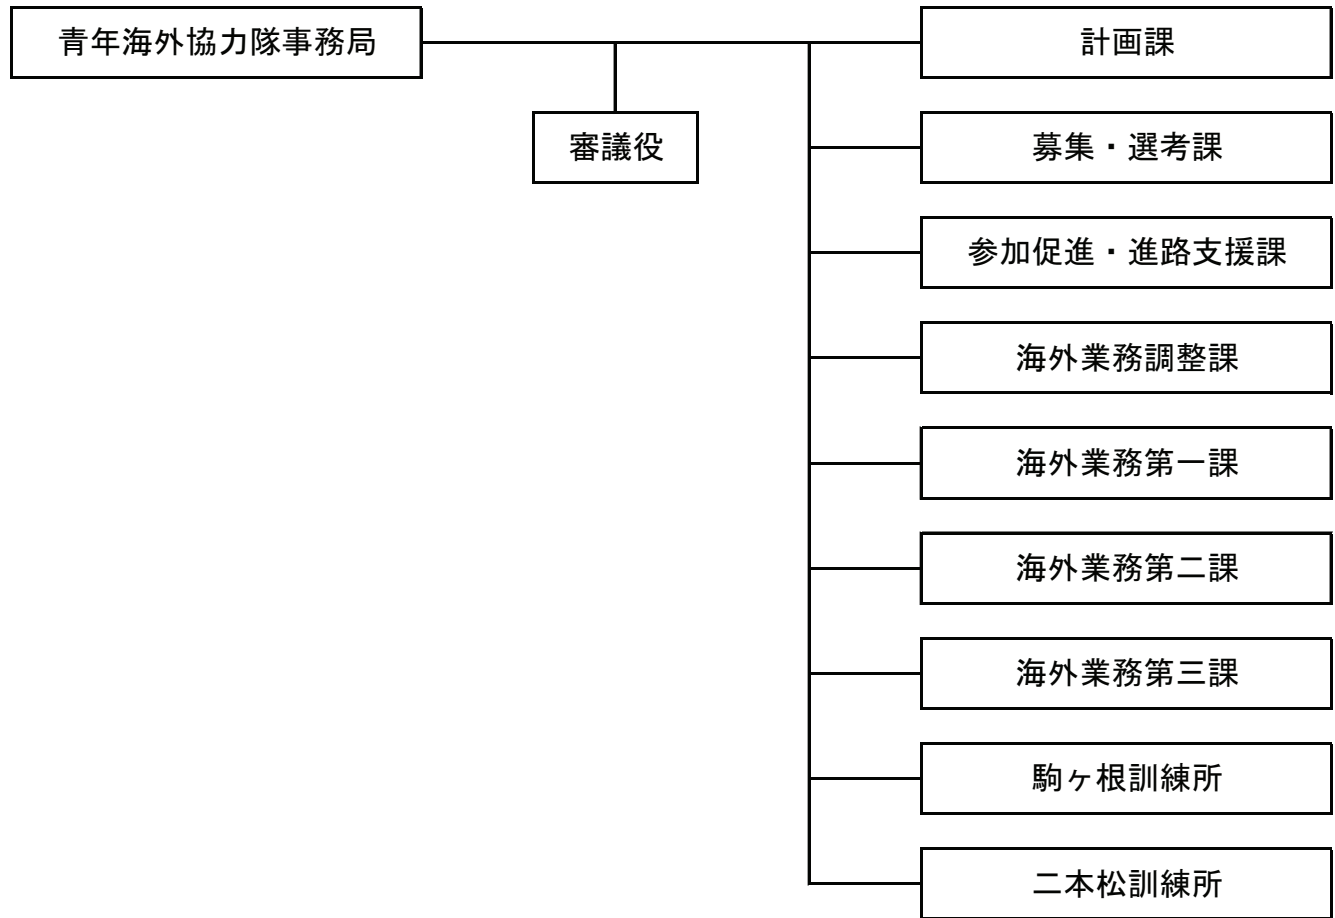 青年海外協力隊事務局
計画課
審議役
募集・選考課
参加促進・進路支援課
海外業務調整課
海外業務第一課
海外業務第二課
海外業務第三課
駒ヶ根訓練所
二本松訓練所